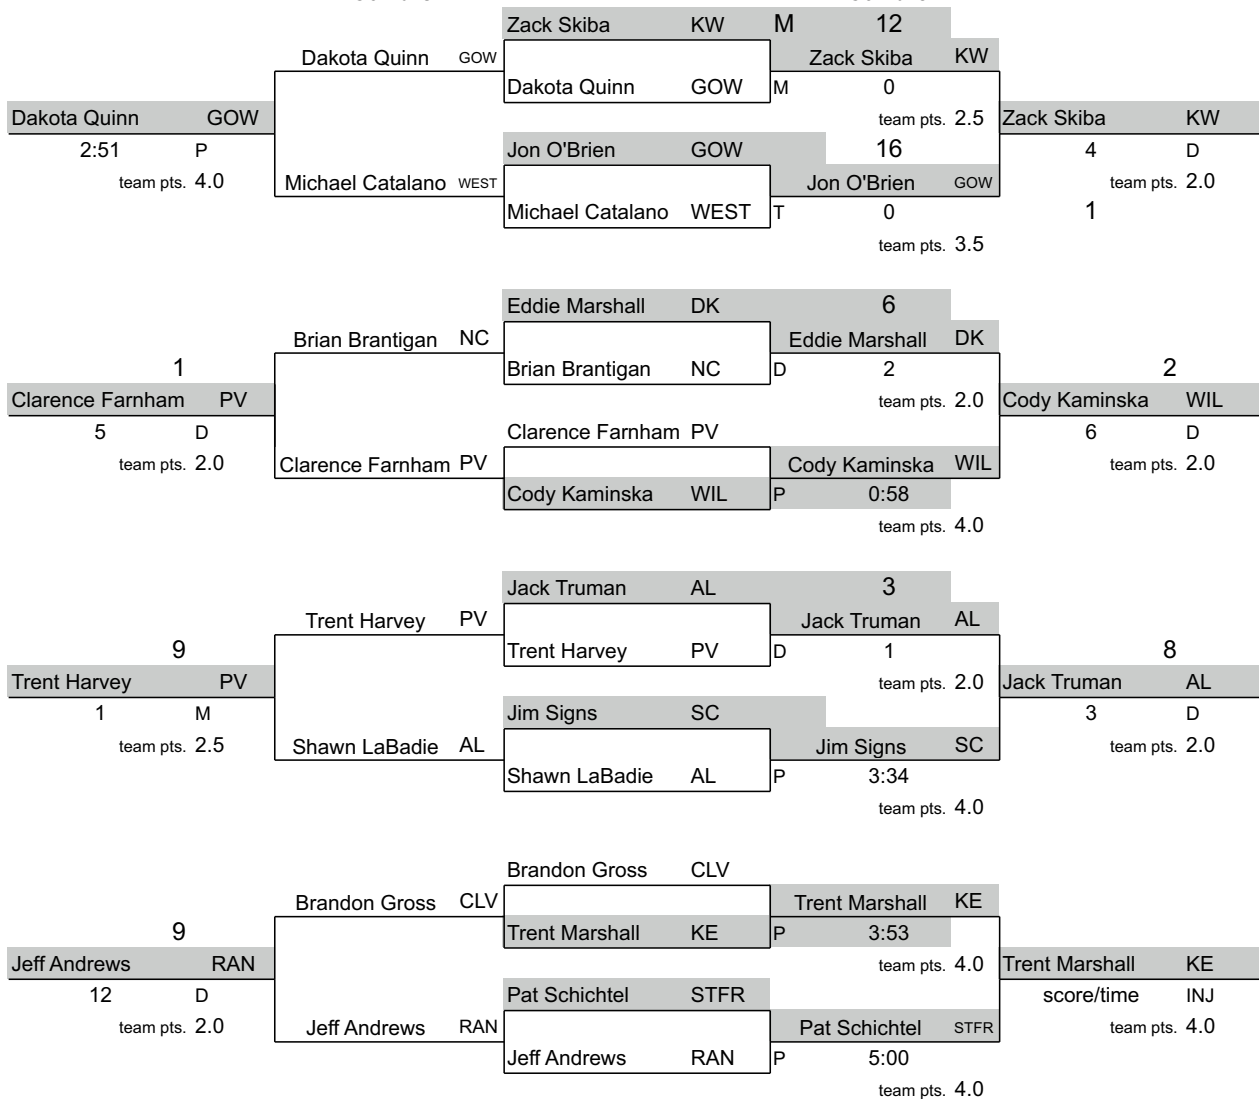 Zack Skiba KW M 12
Dakota Quinn GOW Zack Skiba KW
Dakota Quinn GOW M 0
Dakota Quinn GOW team pts. 2.5 Zack Skiba KW
2:51 P Jon O'Brien GOW 16 4 D
team pts. 4.0 Michael Catalano WEST Jon O'Brien GOW team pts. 2.0
Michael Catalano WEST T 0 1
team pts. 3.5
Eddie Marshall DK 6
Brian Brantigan NC Eddie Marshall DK
1 Brian Brantigan NC D 2 2
Clarence Farnham PV team pts. 2.0 Cody Kaminska WIL
5 D Clarence Farnham PV 6 D
team pts. 2.0 Clarence Farnham PV Cody Kaminska WIL team pts. 2.0
Cody Kaminska WIL P 0:58
team pts. 4.0
Jack Truman AL 3
Trent Harvey PV Jack Truman AL
9 Trent Harvey PV D 1 8
Trent Harvey PV team pts. 2.0 Jack Truman AL
1 M Jim Signs SC 3 D
team pts. 2.5 Shawn LaBadie AL Jim Signs SC team pts. 2.0
Shawn LaBadie AL P 3:34
team pts. 4.0
Brandon Gross CLV
Brandon Gross CLV Trent Marshall KE
9 Trent Marshall KE P 3:53
Jeff Andrews RAN team pts. 4.0 Trent Marshall KE
12 D Pat Schichtel STFR score/time INJ
team pts. 2.0 Jeff Andrews RAN Pat Schichtel STFR team pts. 4.0
Jeff Andrews RAN P 5:00
team pts. 4.0